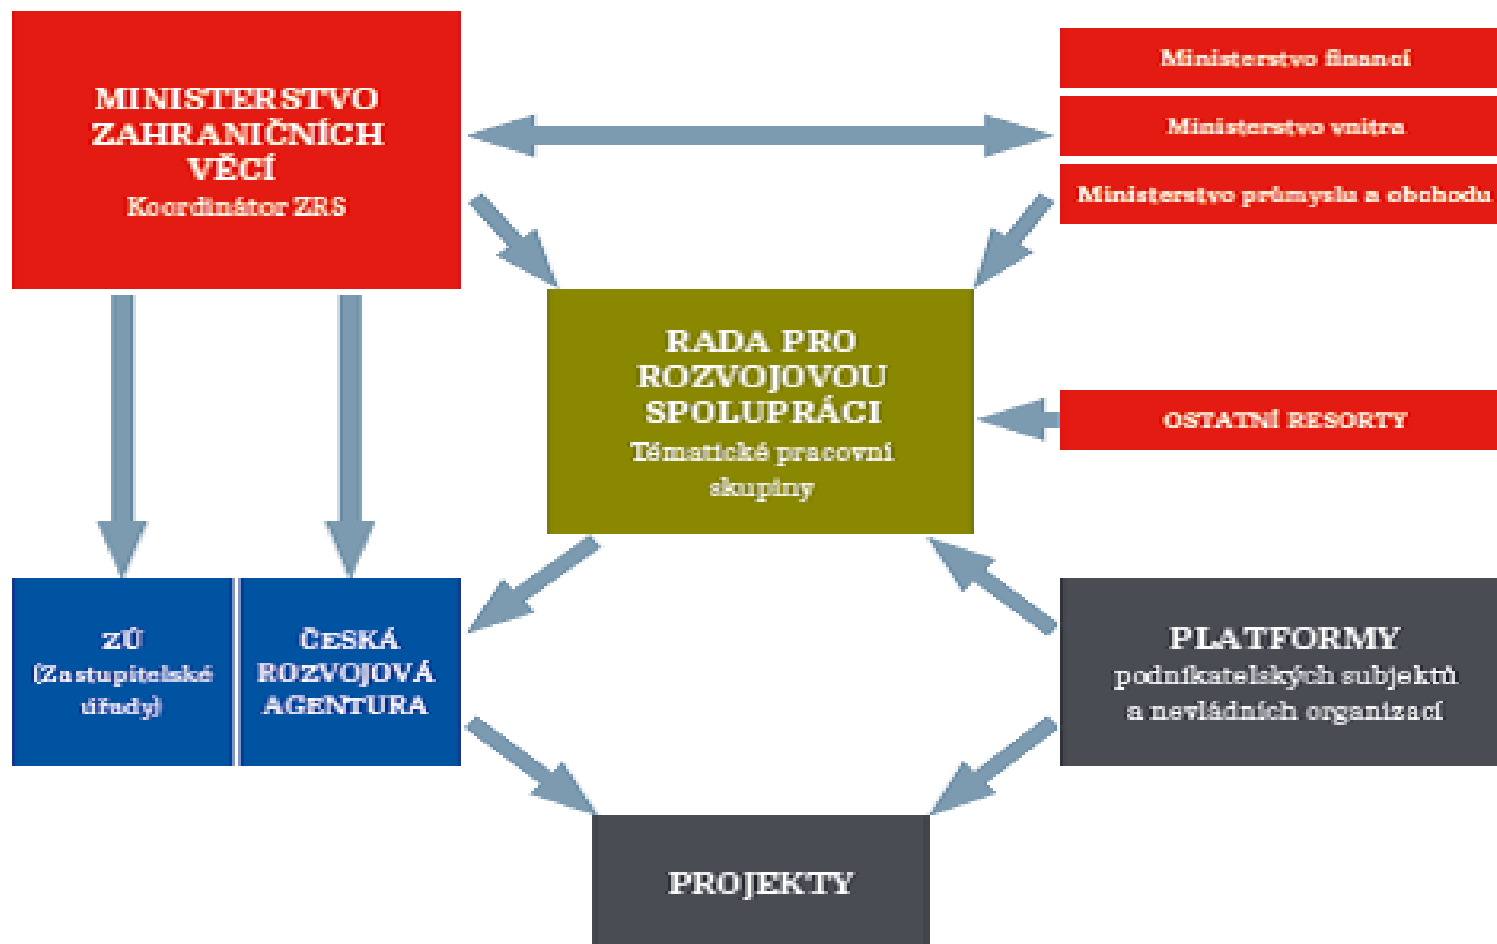 MINISTERSTVO
ZAHRANIČNÍCH
VĚCÍ
Koordinátor ZRS
Ministerstvo financí
Ministerstvo vnitra
Ministerstvo průmyslu a obchodu
RADA PRO
ROZVOJOVOU
SPOLUPRÁCI
Tématické pracovní
skupiny
OSTATNÍ RESORTY
ZÚ
(Zastupitelské
úřady)
ČESKÁ
ROZVOJOVÁ
AGENTURA
PLATFORMY
podnikatelských subjektů
a nevládních organizací
PROJEKTY